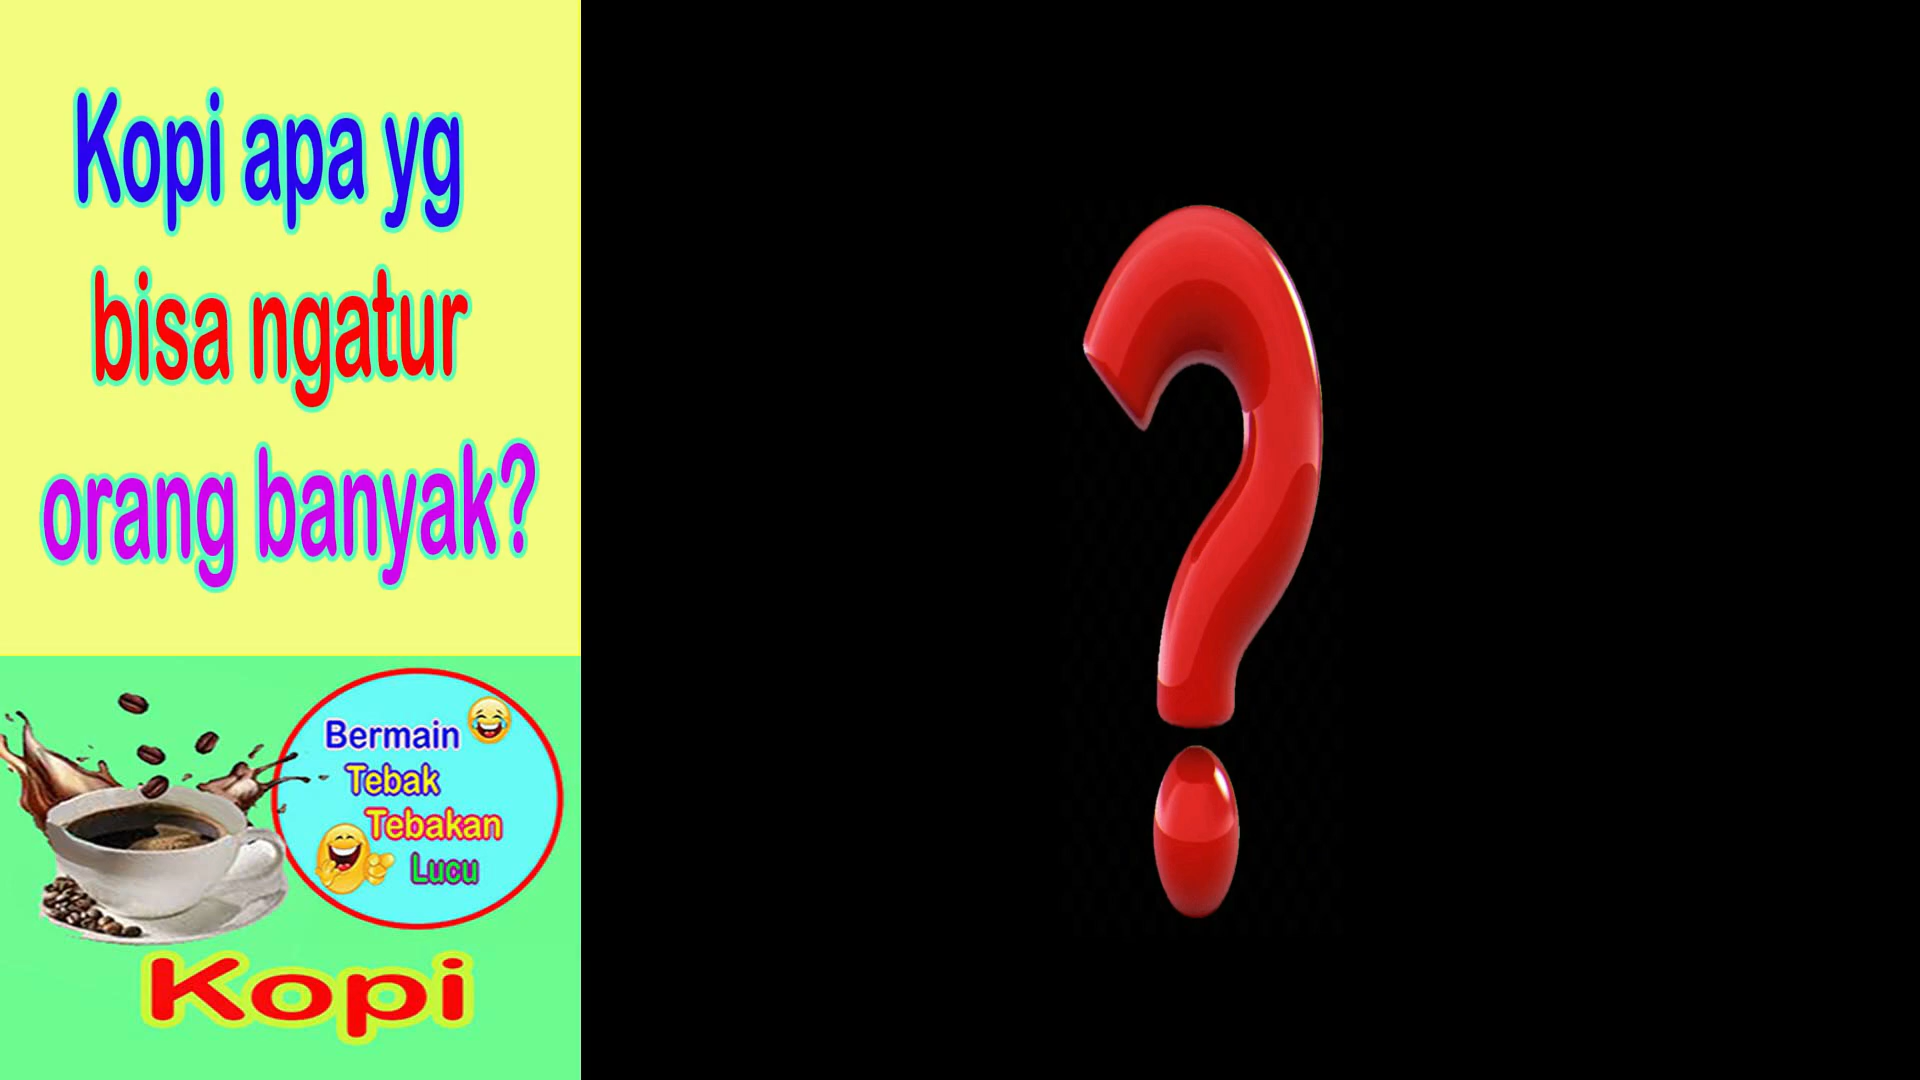 Kopi apa yg
bisa ngatur
orang banyak?
Bermain
Tebak
Tebakan
Lucu
Kopi